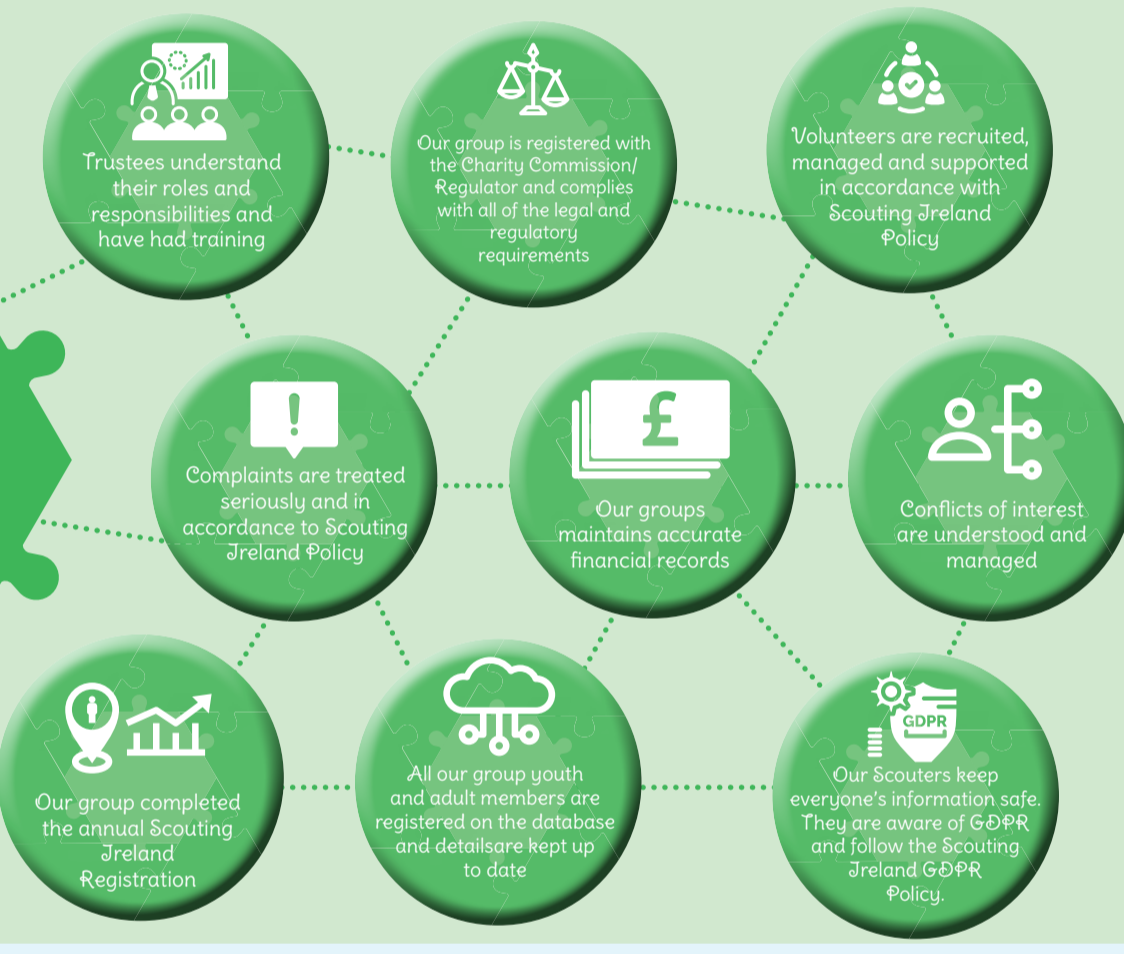 Trustees understand
their roles and
responsibilities and
have had training
Our group is registered with
the Charity Commission/
Regulator and complies
with all of the legal and
regulatory
requirements
Volunteers are recruited,
managed and supported
in accordance with
Scouting Ireland
Policy
!
Complaints are treated
seriously and in
accordance to Scouting
Ireland Policy
£
Our groups
maintains accurate
financial records
Conflicts of interest
are understood and
managed
Our group completed
the annual Scouting
Ireland
Registration
All our group youth
and adult members are
registered on the database
and detailsare kept up
to date
GDPR
Our Scouters keep
everyone's information safe.
They are aware of GDPR
and follow the Scouting
Ireland GDPR
Policy.